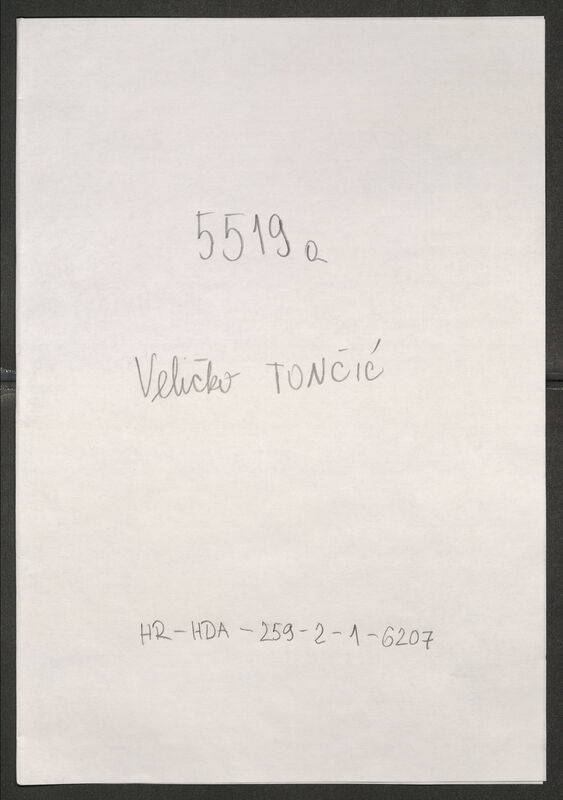 5519a
Veličko TONČIĆ
HR-HDA-259-2-1-6207